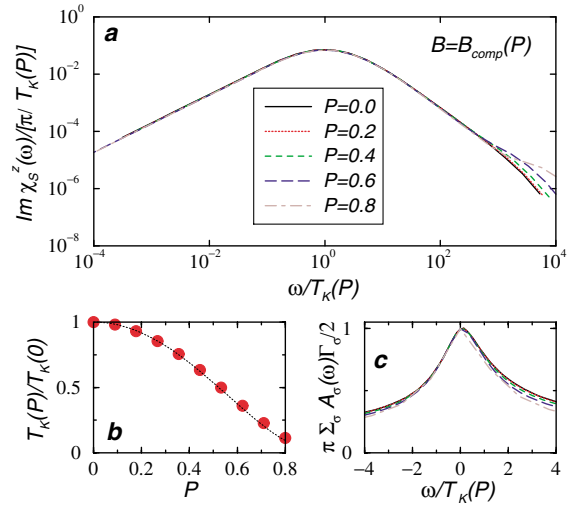 a
B=B_comp(P)
Im χ_S^z(ω)/[π/ T_K(P)]
10^0
10^-2
10^-4
10^-6
10^-8
P=0.0
P=0.2
P=0.4
P=0.6
P=0.8
10^-4 10^-2 10^0 10^2 10^4
ω/T_K(P)
T_K(P)/T_K(0)
1
0.5
0
b
0 0.2 0.4 0.6 0.8
P
π Σ_σ A_σ(ω)Γ_σ/2
1
0
c
−4 −2 0 2 4
ω/T_K(P)